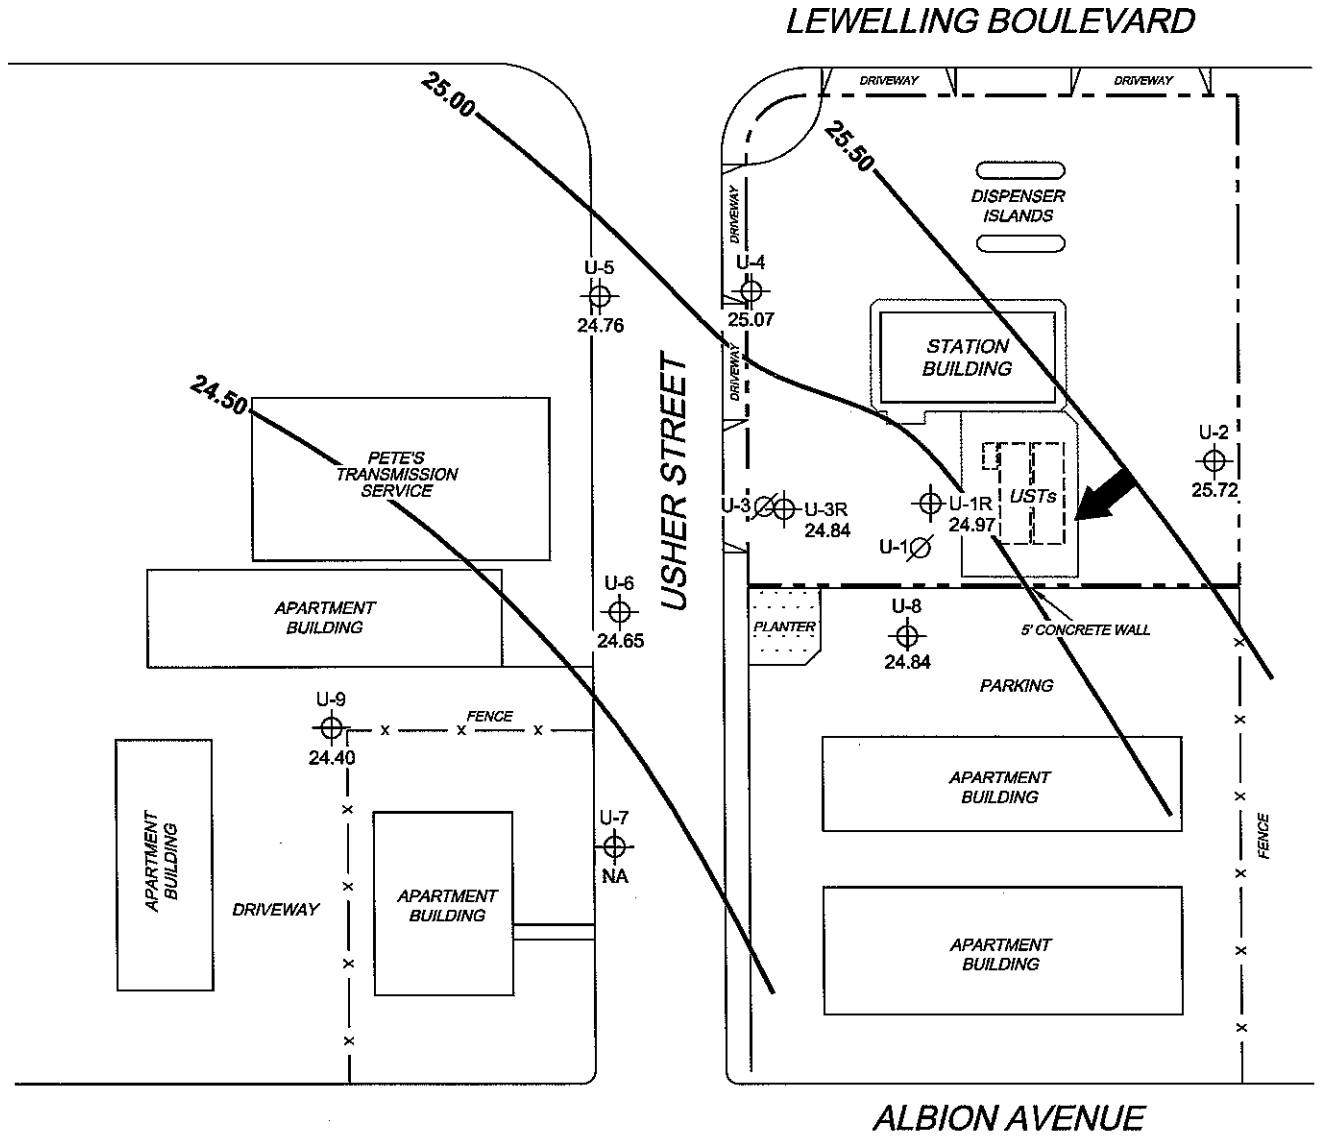 LEWELLING BOULEVARD
DRIVEWAY
DRIVEWAY
25.00
25.50
DISPENSER
ISLANDS
DRIVEWAY
U-5
24.76
U-4
25.07
STATION
BUILDING
DRIVEWAY
24.50
USHER STREET
PETE'S
TRANSMISSION
SERVICE
U-2
25.72
U-3
U-3R
24.84
U-1R
24.97
USTs
U-1
U-6
24.65
APARTMENT
BUILDING
PLANTER
U-8
24.84
5' CONCRETE WALL
x
PARKING
U-9
24.40
FENCE
x x x
x
APARTMENT
BUILDING
x
x
FENCE
x
U-7
NA
APARTMENT
BUILDING
DRIVEWAY
x
APARTMENT
BUILDING
x
APARTMENT
BUILDING
x
x
x
x
ALBION AVENUE